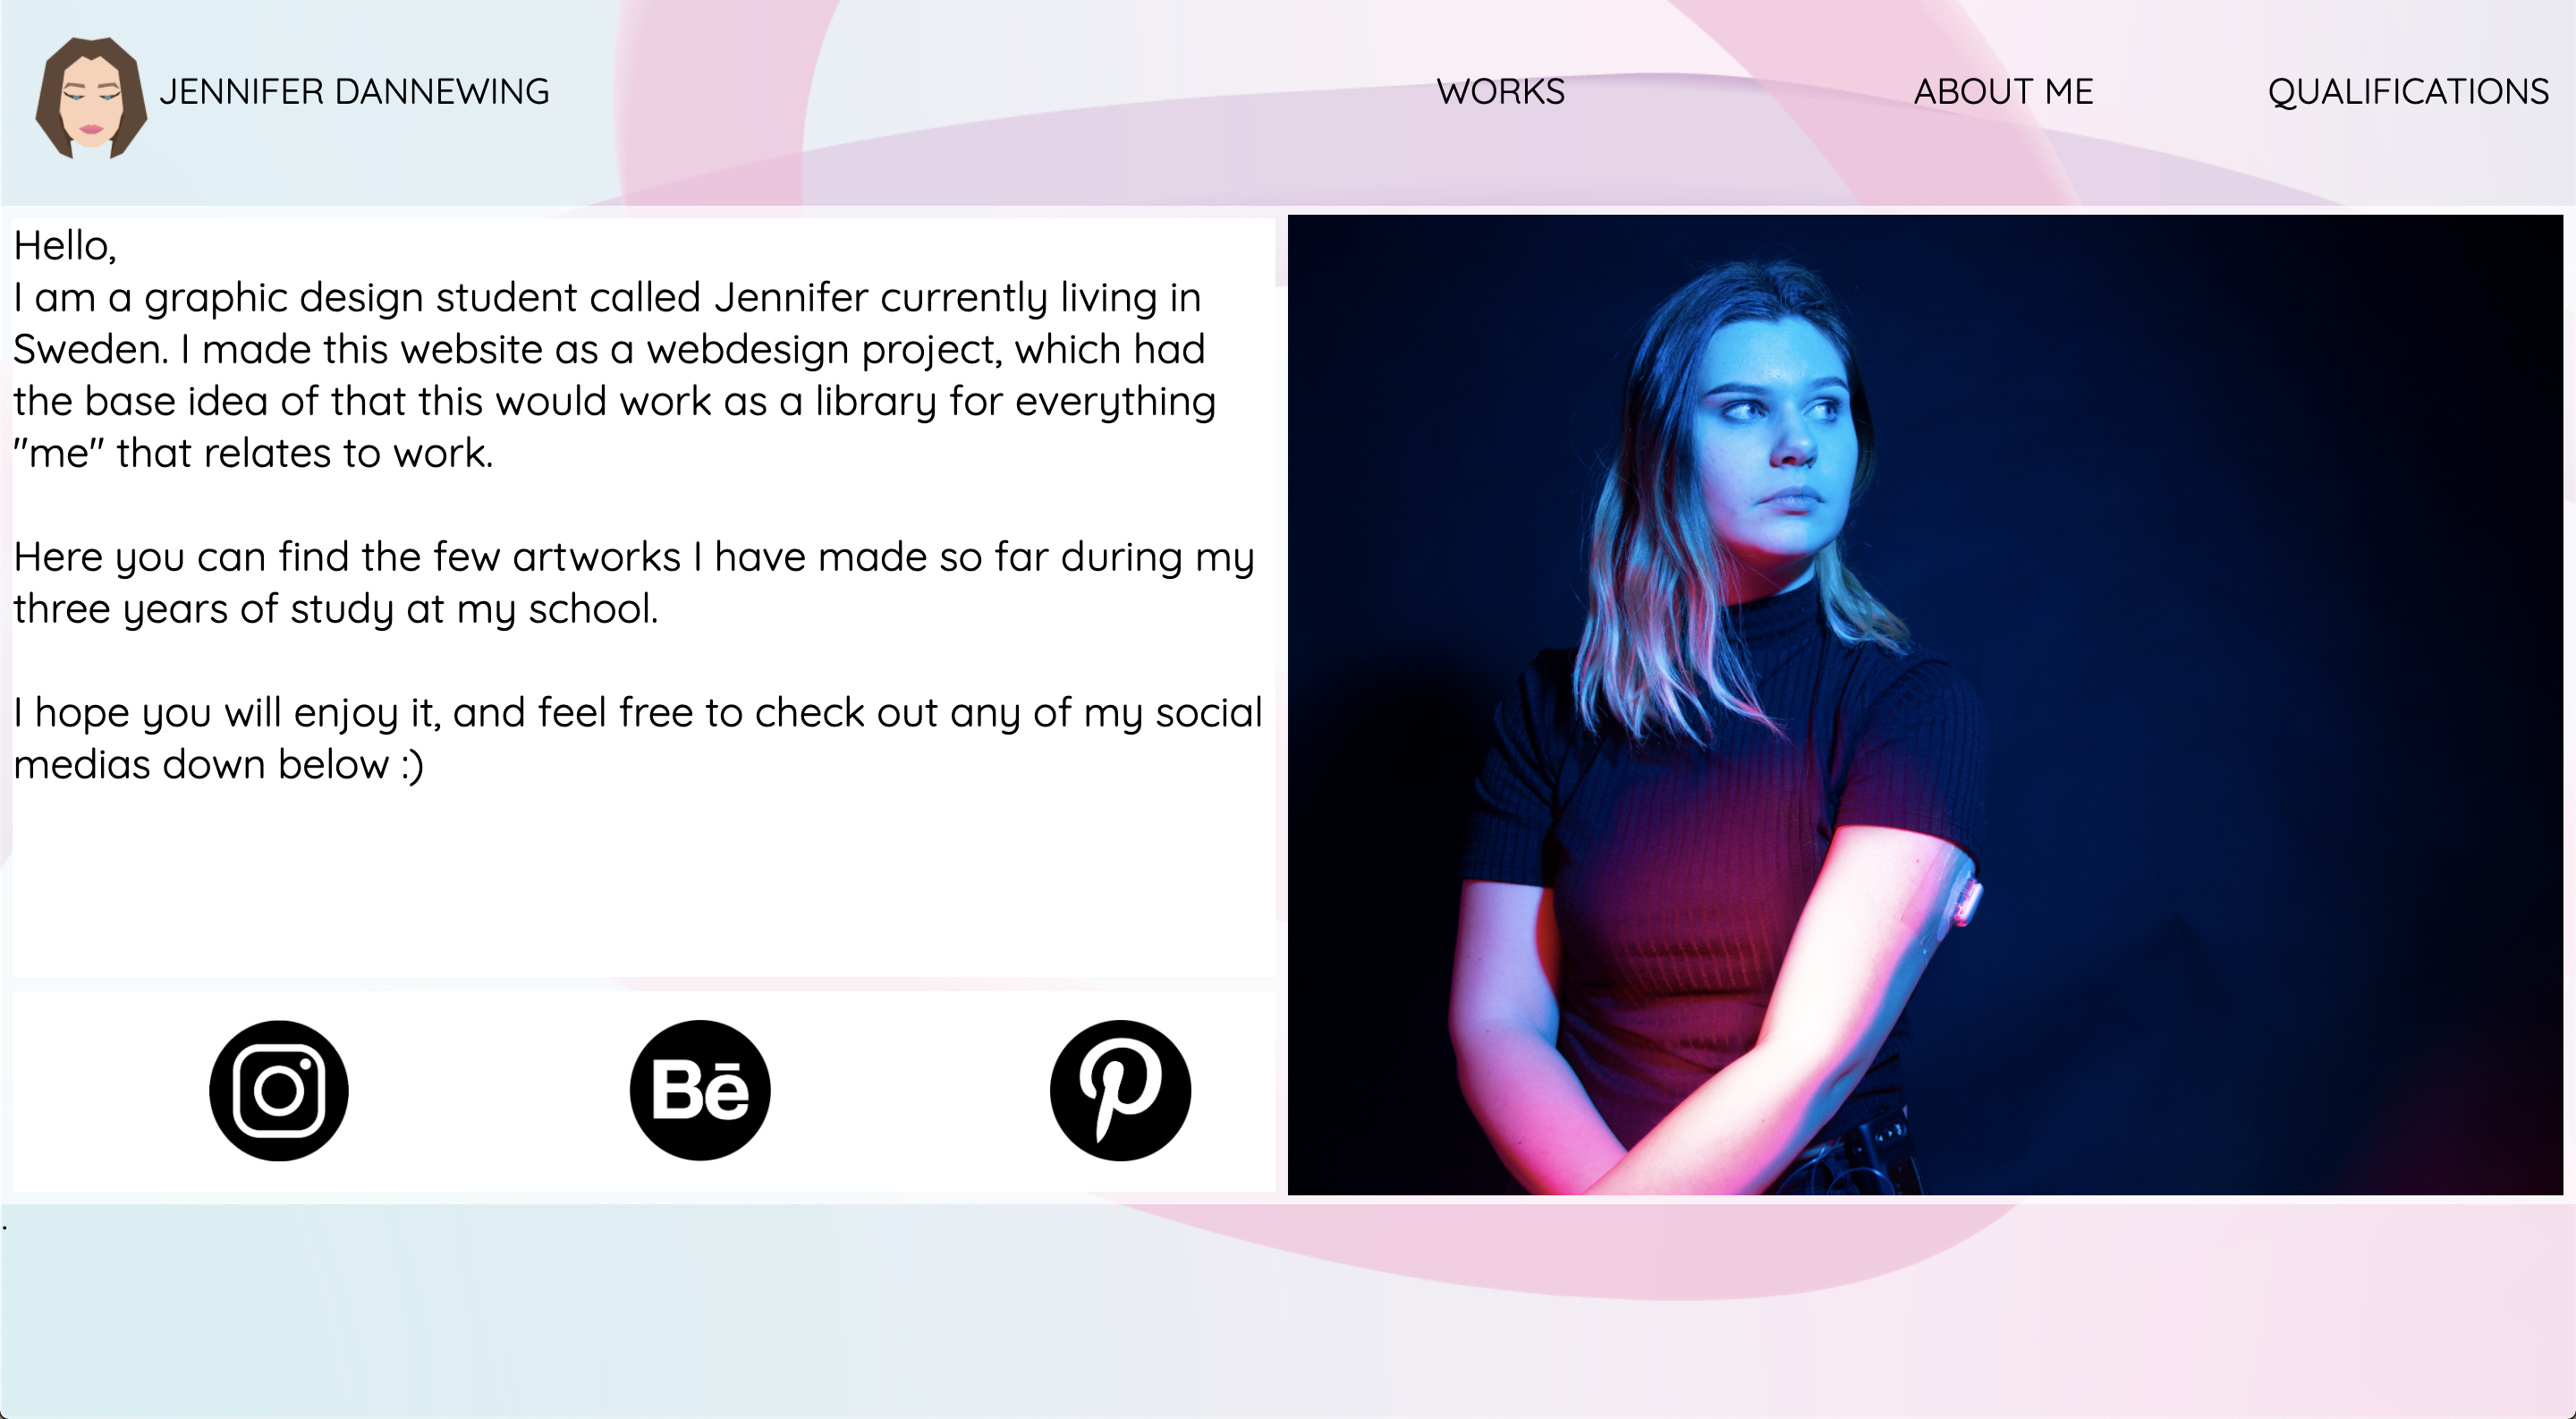 JENNIFER DANNEWING
WORKS
ABOUT ME
QUALIFICATIONS
Hello,
I am a graphic design student called Jennifer currently living in
Sweden. I made this website as a webdesign project, which had
the base idea of that this would work as a library for everything
"me" that relates to work.
Here you can find the few artworks I have made so far during my
three years of study at my school.
I hope you will enjoy it, and feel free to check out any of my social
medias down below :)
Bē
.